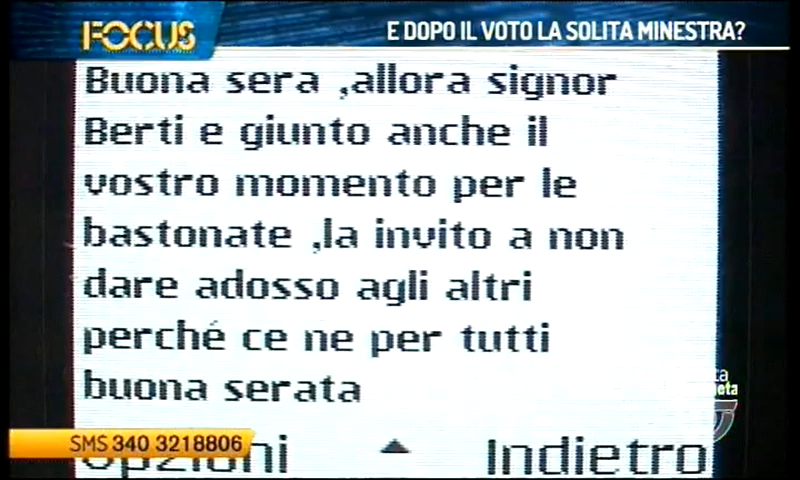 FOCUS
E DOPO IL VOTO LA SOLITA MINESTRA?
Buona sera ,allora signor
Berti e giunto anche il
vostro momento per le
bastonate ,la invito a non
dare adosso agli altri
perché ce ne per tutti
buona serata
Opzioni Indietro
SMS 340 3218806